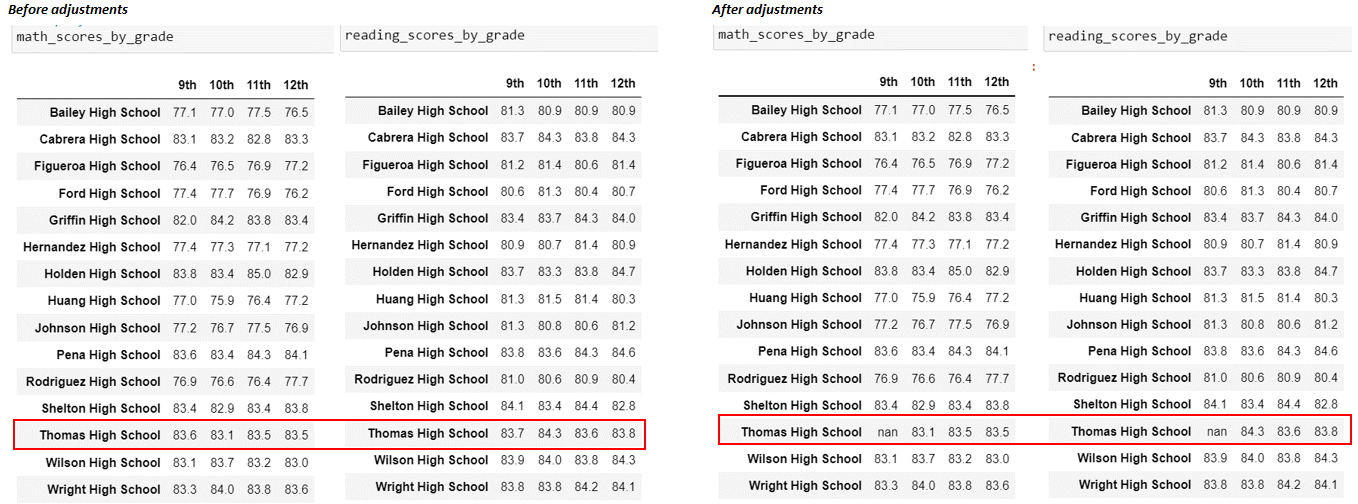 Before adjustments
math_scores_by_grade
9th 10th 11th 12th
Bailey High School 77.1 77.0 77.5 76.5
Cabrera High School 83.1 83.2 82.8 83.3
Figueroa High School 76.4 76.5 76.9 77.2
Ford High School 77.4 77.7 76.9 76.2
Griffin High School 82.0 84.2 83.8 83.4
Hernandez High School 77.4 77.3 77.1 77.2
Holden High School 83.8 83.4 85.0 82.9
Huang High School 77.0 75.9 76.4 77.2
Johnson High School 77.2 76.7 77.5 76.9
Pena High School 83.6 83.4 84.3 84.1
Rodriguez High School 76.9 76.6 76.4 77.7
Shelton High School 83.4 82.9 83.4 83.8
Thomas High School 83.6 83.1 83.5 83.5
Wilson High School 83.1 83.7 83.2 83.0
Wright High School 83.3 84.0 83.8 83.6
reading_scores_by_grade
9th 10th 11th 12th
Bailey High School 81.3 80.9 80.9 80.9
Cabrera High School 83.7 84.3 83.8 84.3
Figueroa High School 81.2 81.4 80.6 81.4
Ford High School 80.6 81.3 80.4 80.7
Griffin High School 83.4 83.7 84.3 84.0
Hernandez High School 80.9 80.7 81.4 80.9
Holden High School 83.7 83.3 83.8 84.7
Huang High School 81.3 81.5 81.4 80.3
Johnson High School 81.3 80.8 80.6 81.2
Pena High School 83.8 83.6 84.3 84.6
Rodriguez High School 81.0 80.6 80.9 80.4
Shelton High School 84.1 83.4 84.4 82.8
Thomas High School 83.7 84.3 83.6 83.8
Wilson High School 83.9 84.0 83.8 84.3
Wright High School 83.8 83.8 84.2 84.1
After adjustments
math_scores_by_grade
9th 10th 11th 12th
Bailey High School 77.1 77.0 77.5 76.5
Cabrera High School 83.1 83.2 82.8 83.3
Figueroa High School 76.4 76.5 76.9 77.2
Ford High School 77.4 77.7 76.9 76.2
Griffin High School 82.0 84.2 83.8 83.4
Hernandez High School 77.4 77.3 77.1 77.2
Holden High School 83.8 83.4 85.0 82.9
Huang High School 77.0 75.9 76.4 77.2
Johnson High School 77.2 76.7 77.5 76.9
Pena High School 83.6 83.4 84.3 84.1
Rodriguez High School 76.9 76.6 76.4 77.7
Shelton High School 83.4 82.9 83.4 83.8
Thomas High School nan 83.1 83.5 83.5
Wilson High School 83.1 83.7 83.2 83.0
Wright High School 83.3 84.0 83.8 83.6
reading_scores_by_grade
9th 10th 11th 12th
Bailey High School 81.3 80.9 80.9 80.9
Cabrera High School 83.7 84.3 83.8 84.3
Figueroa High School 81.2 81.4 80.6 81.4
Ford High School 80.6 81.3 80.4 80.7
Griffin High School 83.4 83.7 84.3 84.0
Hernandez High School 80.9 80.7 81.4 80.9
Holden High School 83.7 83.3 83.8 84.7
Huang High School 81.3 81.5 81.4 80.3
Johnson High School 81.3 80.8 80.6 81.2
Pena High School 83.8 83.6 84.3 84.6
Rodriguez High School 81.0 80.6 80.9 80.4
Shelton High School 84.1 83.4 84.4 82.8
Thomas High School nan 84.3 83.6 83.8
Wilson High School 83.9 84.0 83.8 84.3
Wright High School 83.8 83.8 84.2 84.1